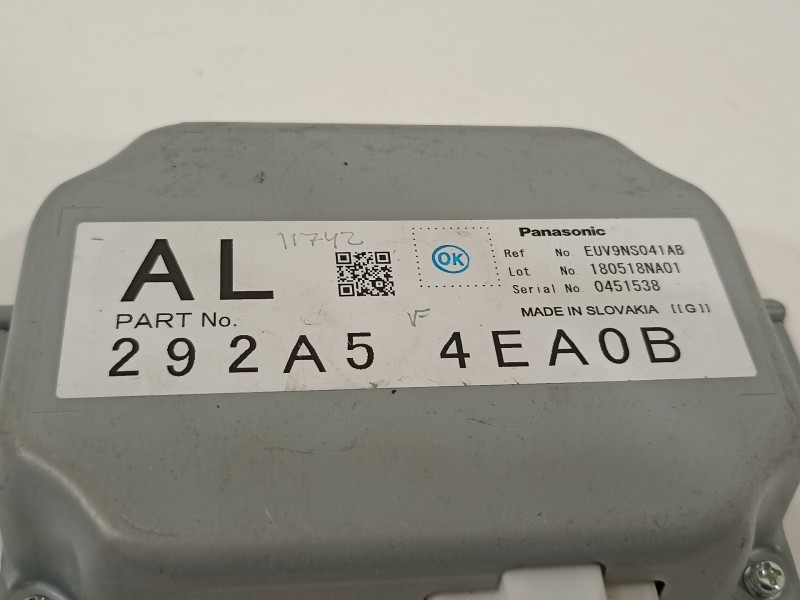 AL
11742
OK
Panasonic
Ref No. EUV9NS041AB
Lot No. 180518NA01
Serial No. 0451538
MADE IN SLOVAKIA [[G]]
PART No.
292A5 4EA0B